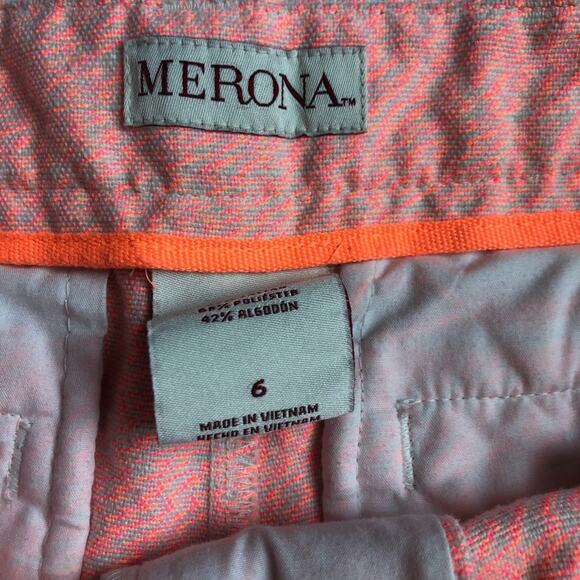 MERONA™
42% ALGODÓN
6
MADE IN VIETNAM
HECHO EN VIETNAM